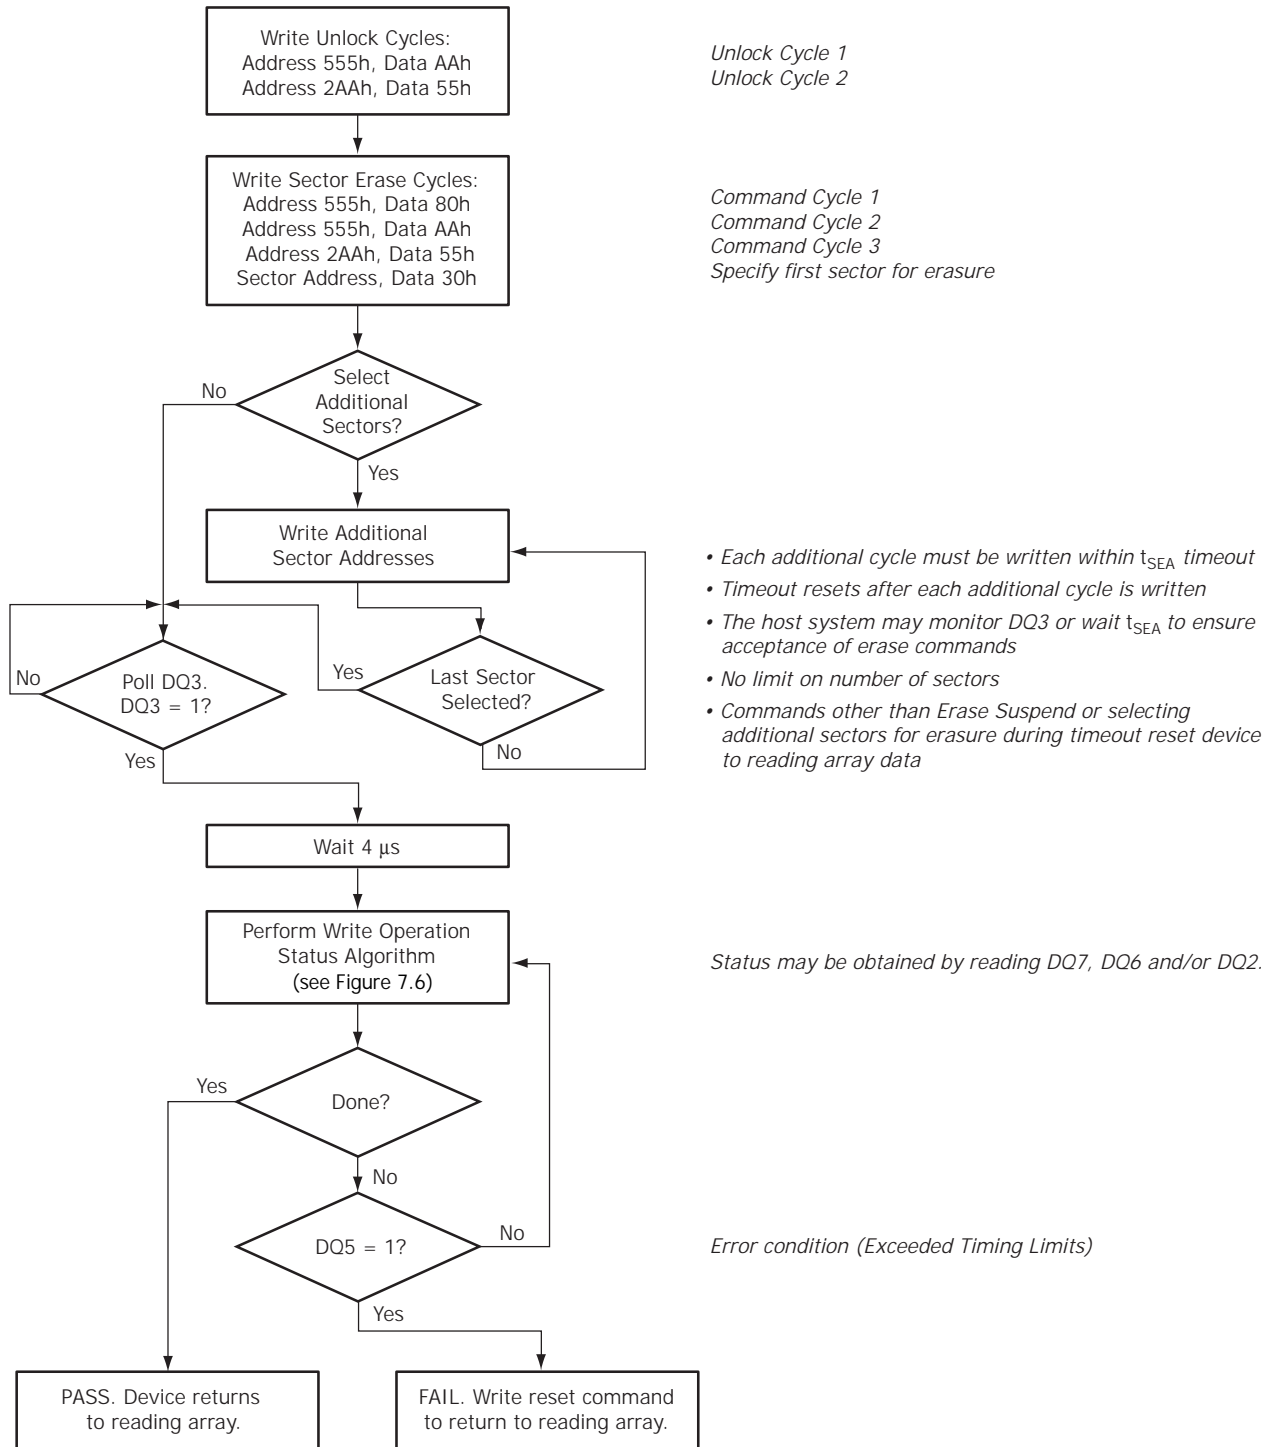 Write Unlock Cycles:
Address 555h, Data AAh
Address 2AAh, Data 55h
Unlock Cycle 1
Unlock Cycle 2
Write Sector Erase Cycles:
Address 555h, Data 80h
Address 555h, Data AAh
Address 2AAh, Data 55h
Sector Address, Data 30h
Command Cycle 1
Command Cycle 2
Command Cycle 3
Specify first sector for erasure
Select
Additional
Sectors?
No
Yes
Write Additional
Sector Addresses
• Each additional cycle must be written within tSEA timeout
• Timeout resets after each additional cycle is written
• The host system may monitor DQ3 or wait tSEA to ensure
acceptance of erase commands
• No limit on number of sectors
• Commands other than Erase Suspend or selecting
additional sectors for erasure during timeout reset device
to reading array data
No
Poll DQ3.
DQ3 = 1?
Yes
Yes
Last Sector
Selected?
No
Wait 4 μs
Perform Write Operation
Status Algorithm
(see Figure 7.6)
Status may be obtained by reading DQ7, DQ6 and/or DQ2.
Yes
Done?
No
DQ5 = 1?
No
Error condition (Exceeded Timing Limits)
Yes
PASS. Device returns
to reading array.
FAIL. Write reset command
to return to reading array.